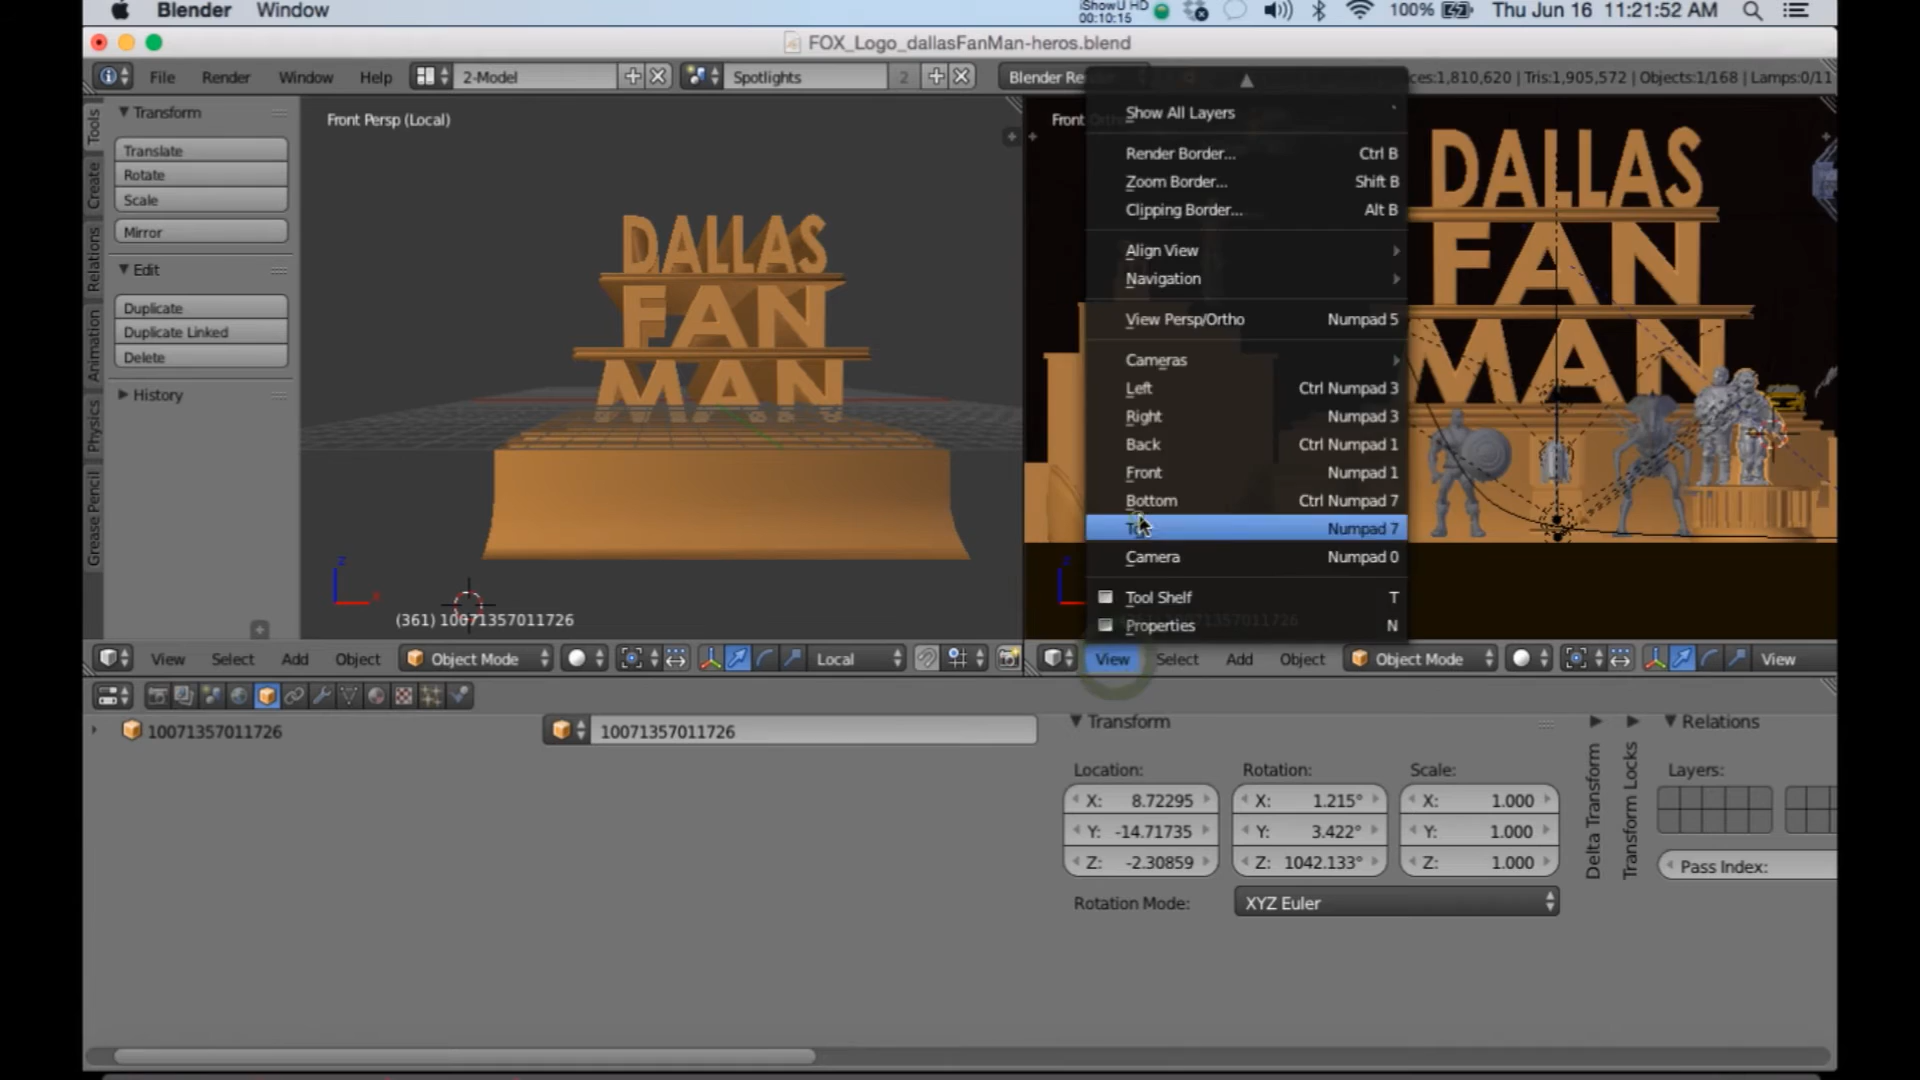 Blender Window iShowU HD 00:10:15 100% Thu Jun 16 11:21:52 AM
FOX_Logo_dallasFanMan-heros.blend
File Render Window Help 2-Model Spotlights 2 Blender Re ces:1,810,620 | Tris:1,905,572 | Objects:1/168 | Lamps:0/11
Tools
Create
Relations
Animation
Physics
Grease Pencil
Transform
Translate
Rotate
Scale
Mirror
Edit
Duplicate
Duplicate Linked
Delete
History
Front Persp (Local)
DALLAS
FAN
MAN
z
x
(361) 10071357011726
Front
DALLAS
FAN
MAN
Show All Layers `
Render Border... Ctrl B
Zoom Border... Shift B
Clipping Border... Alt B
Align View
Navigation
View Persp/Ortho Numpad 5
Cameras
Left Ctrl Numpad 3
Right Numpad 3
Back Ctrl Numpad 1
Front Numpad 1
Bottom Ctrl Numpad 7
Numpad 7
Camera Numpad 0
Tool Shelf T
Properties N
View Select Add Object Object Mode Local
View Select Add Object Object Mode View
10071357011726
10071357011726
Transform
Location: Rotation: Scale:
X: 8.72295 X: 1.215° X: 1.000
Y: -14.71735 Y: 3.422° Y: 1.000
Z: -2.30859 Z: 1042.133° Z: 1.000
Rotation Mode: XYZ Euler
Delta Transform
Transform Locks
Relations
Layers:
Pass Index: